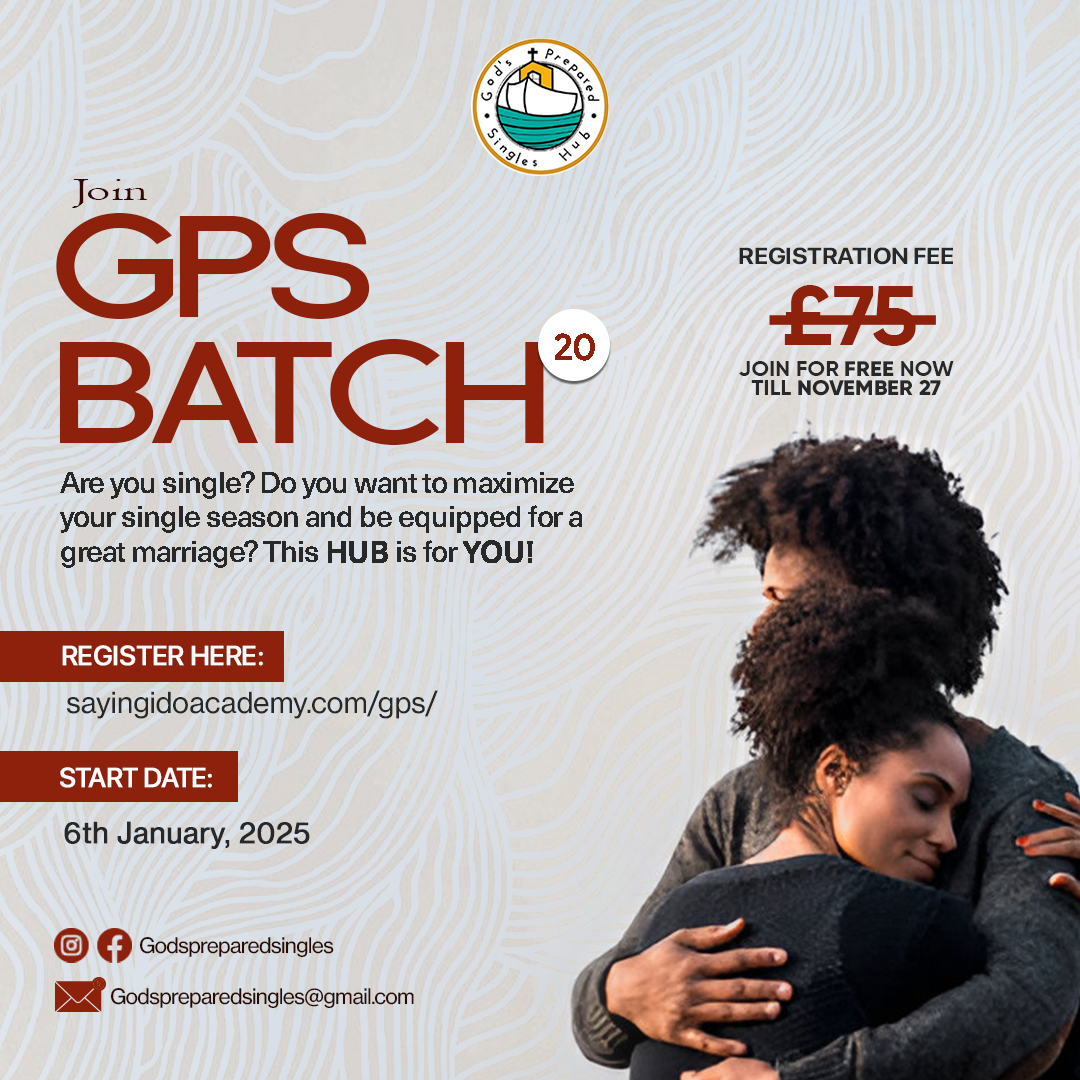 God's Prepared
Singles Hub
Join
GPS
BATCH 20
Are you single? Do you want to maximize
your single season and be equipped for a
great marriage? This HUB is for YOU!
REGISTRATION FEE
£75
JOIN FOR FREE NOW
TILL NOVEMBER 27
REGISTER HERE:
sayingidoacademy.com/gps/
START DATE:
6th January, 2025
Godspreparedsingles
Godspreparedsingles@gmail.com